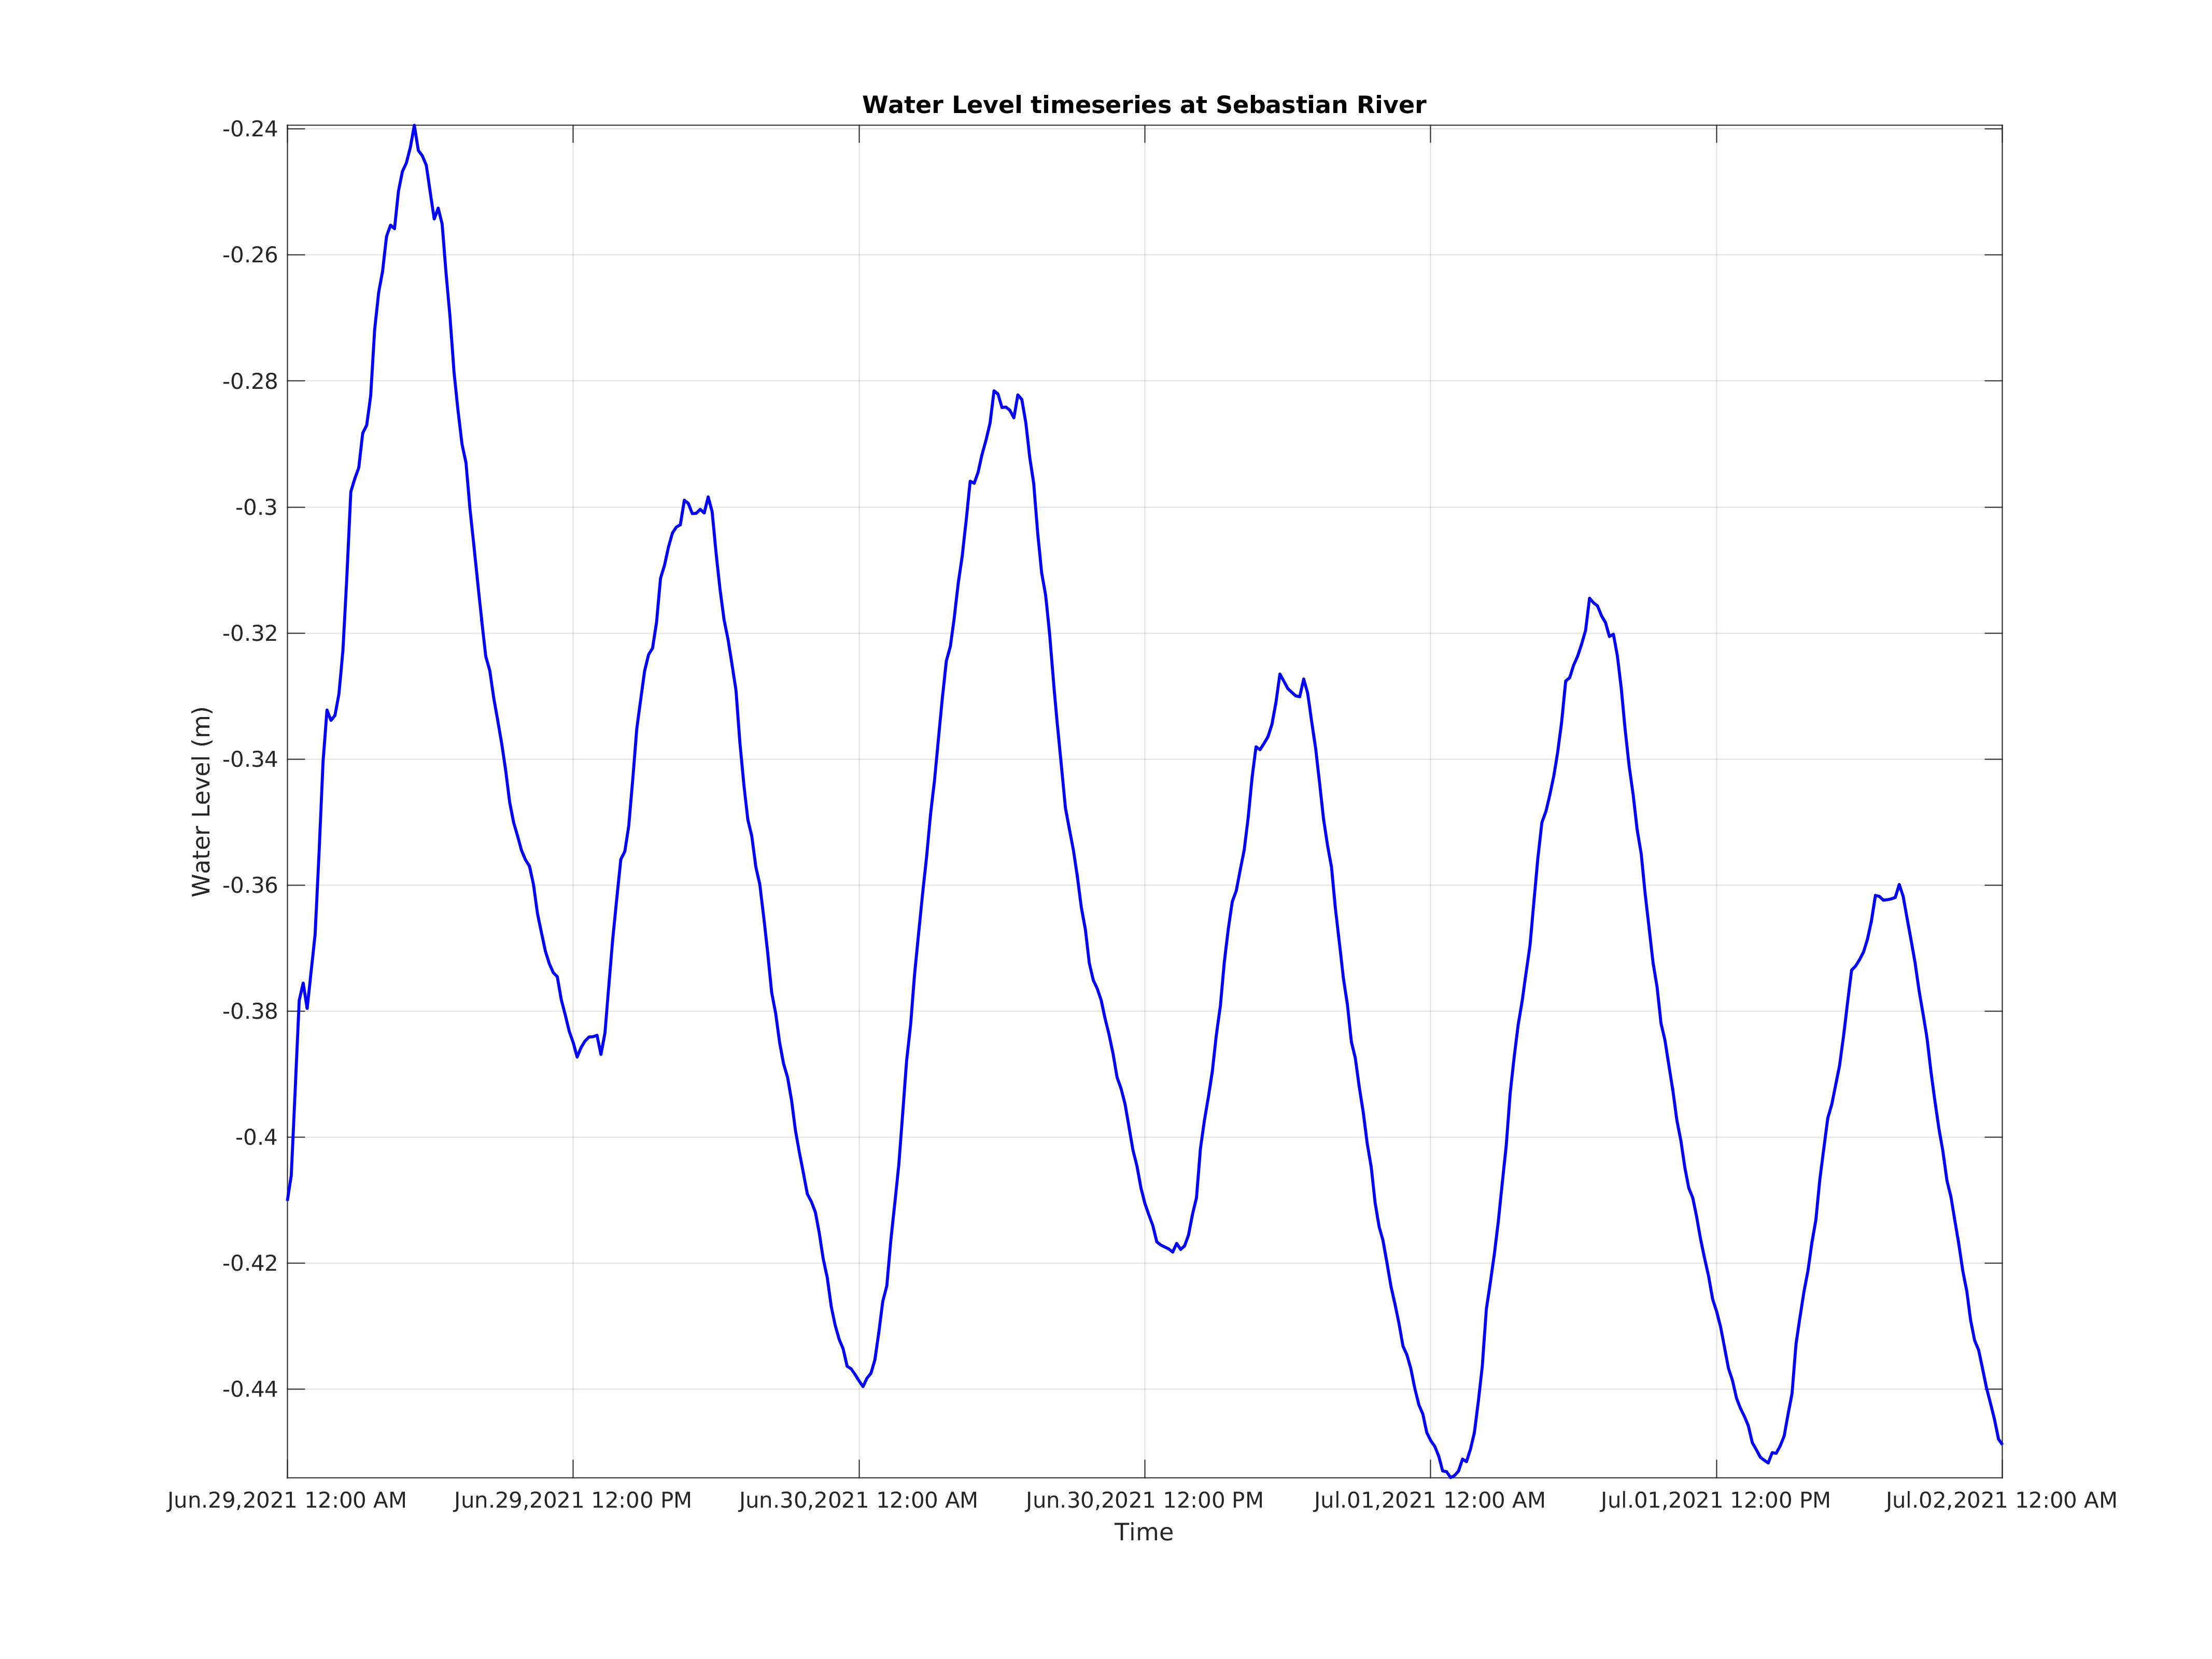 Water Level timeseries at Sebastian River
-0.24
-0.26
-0.28
-0.3
-0.32
-0.34
-0.36
-0.38
-0.4
-0.42
-0.44
Water Level (m)
Jun.29,2021 12:00 AM
Jun.29,2021 12:00 PM
Jun.30,2021 12:00 AM
Jun.30,2021 12:00 PM
Jul.01,2021 12:00 AM
Jul.01,2021 12:00 PM
Jul.02,2021 12:00 AM
Time